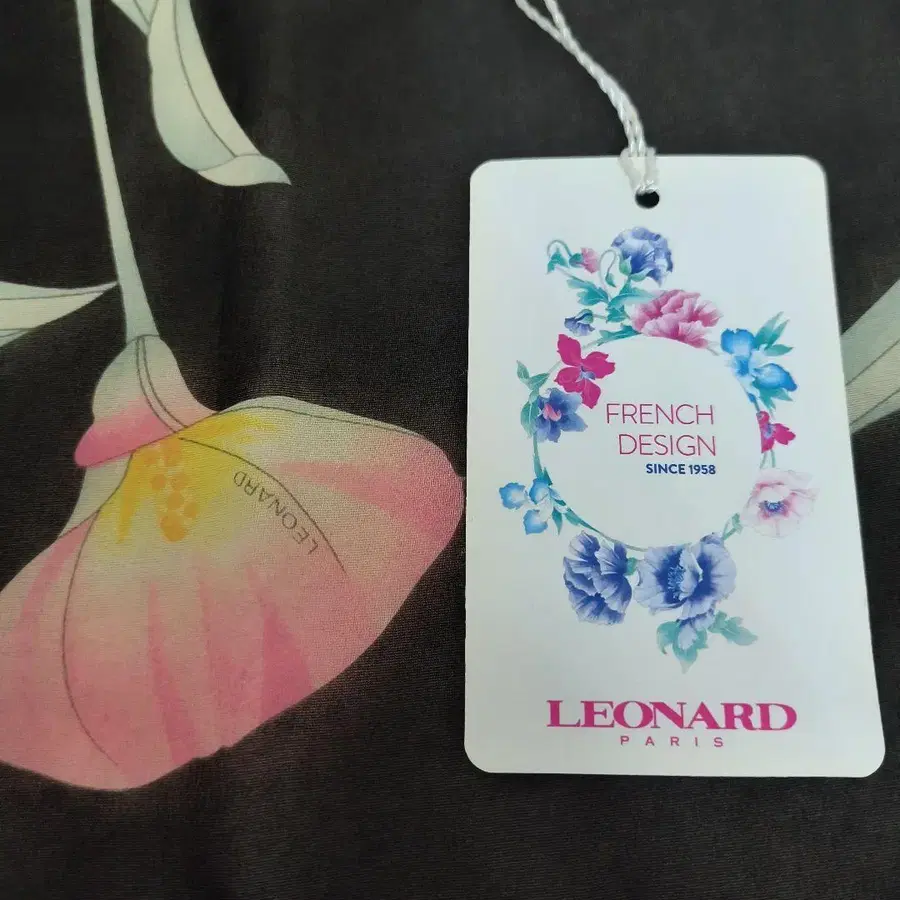 LEONARD
FRENCH
DESIGN
SINCE 1958
LEONARD
PARIS